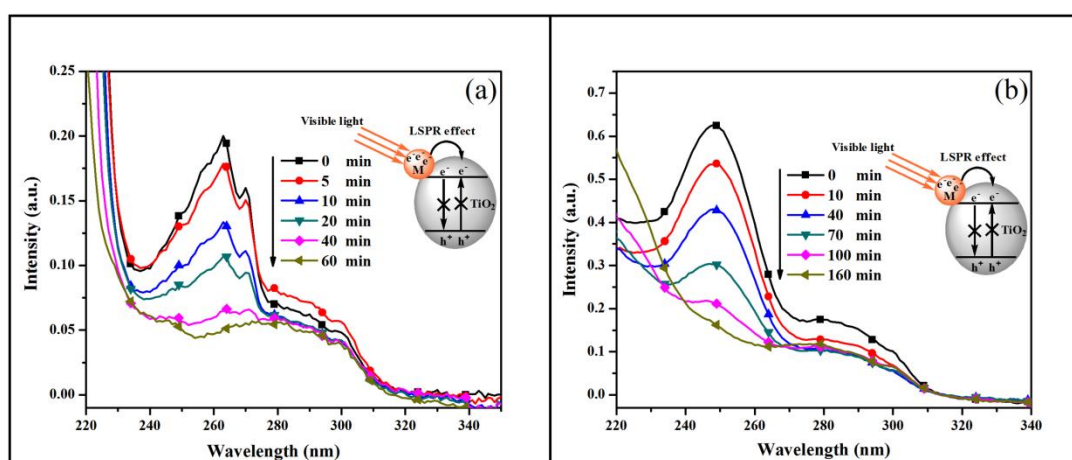 (a)
Visible light
LSPR effect
e⁻ e⁻ e
M
e⁻ e⁻
TiO₂
h⁺ h⁺
0 min
5 min
10 min
20 min
40 min
60 min
Intensity (a.u.)
0.25
0.20
0.15
0.10
0.05
0.00
220 240 260 280 300 320 340
Wavelength (nm)
(b)
Visible light
LSPR effect
e⁻ e⁻ e
M
e⁻ e⁻
TiO₂
h⁺ h⁺
0 min
10 min
40 min
70 min
100 min
160 min
Intensity (a.u.)
0.7
0.6
0.5
0.4
0.3
0.2
0.1
0.0
220 240 260 280 300 320 340
Wavelength (nm)